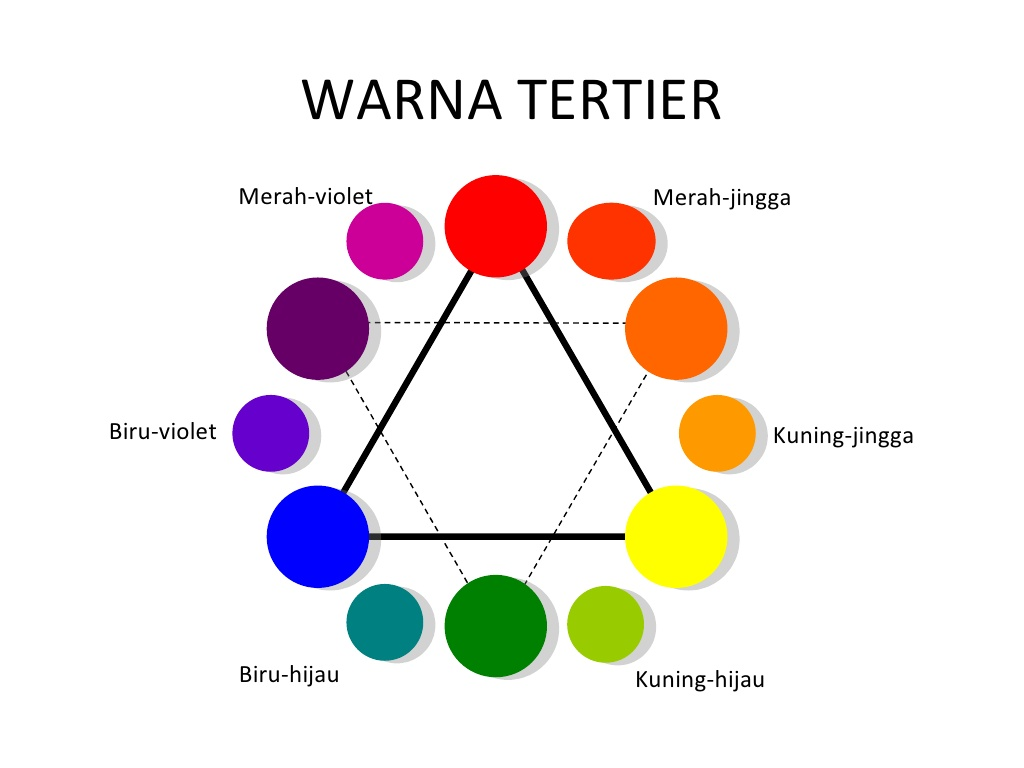 WARNA TERTIER
Merah-violet
Merah-jingga
Biru-violet
Kuning-jingga
Biru-hijau
Kuning-hijau